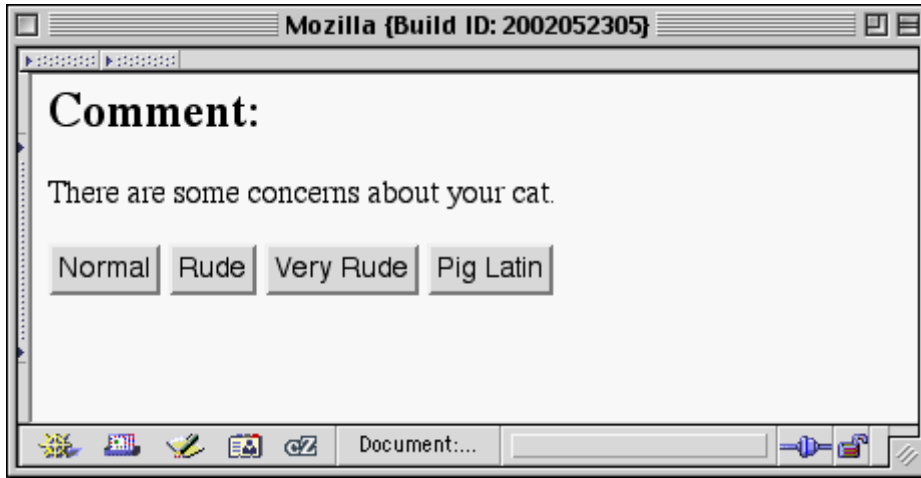 Mozilla {Build ID: 2002052305}
Comment:
There are some concerns about your cat.
Normal Rude Very Rude Pig Latin
cZ Document:...